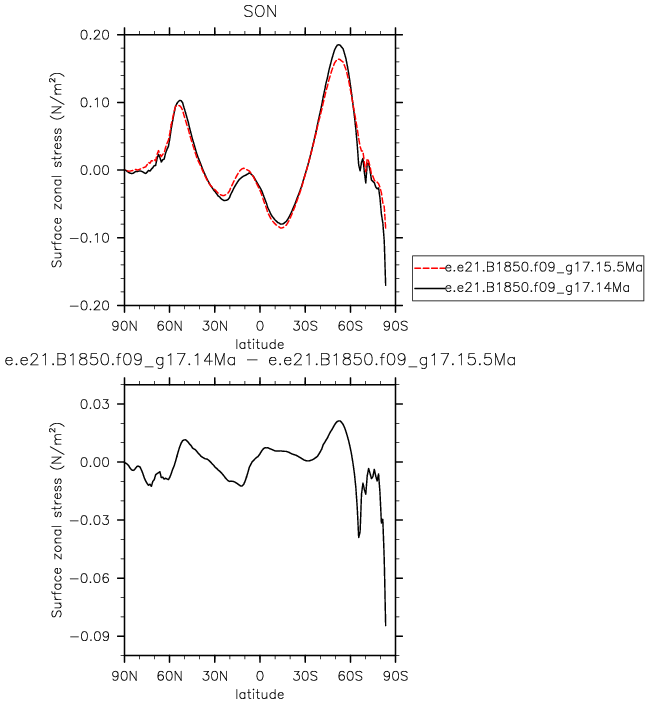 SON
Surface zonal stress (N/m²)
0.20
0.10
0.00
−0.10
−0.20
90N 60N 30N 0 30S 60S 90S
latitude
e.e21.B1850.f09_g17.15.5Ma
e.e21.B1850.f09_g17.14Ma
e.e21.B1850.f09_g17.14Ma − e.e21.B1850.f09_g17.15.5Ma
Surface zonal stress (N/m²)
0.03
0.00
−0.03
−0.06
−0.09
90N 60N 30N 0 30S 60S 90S
latitude